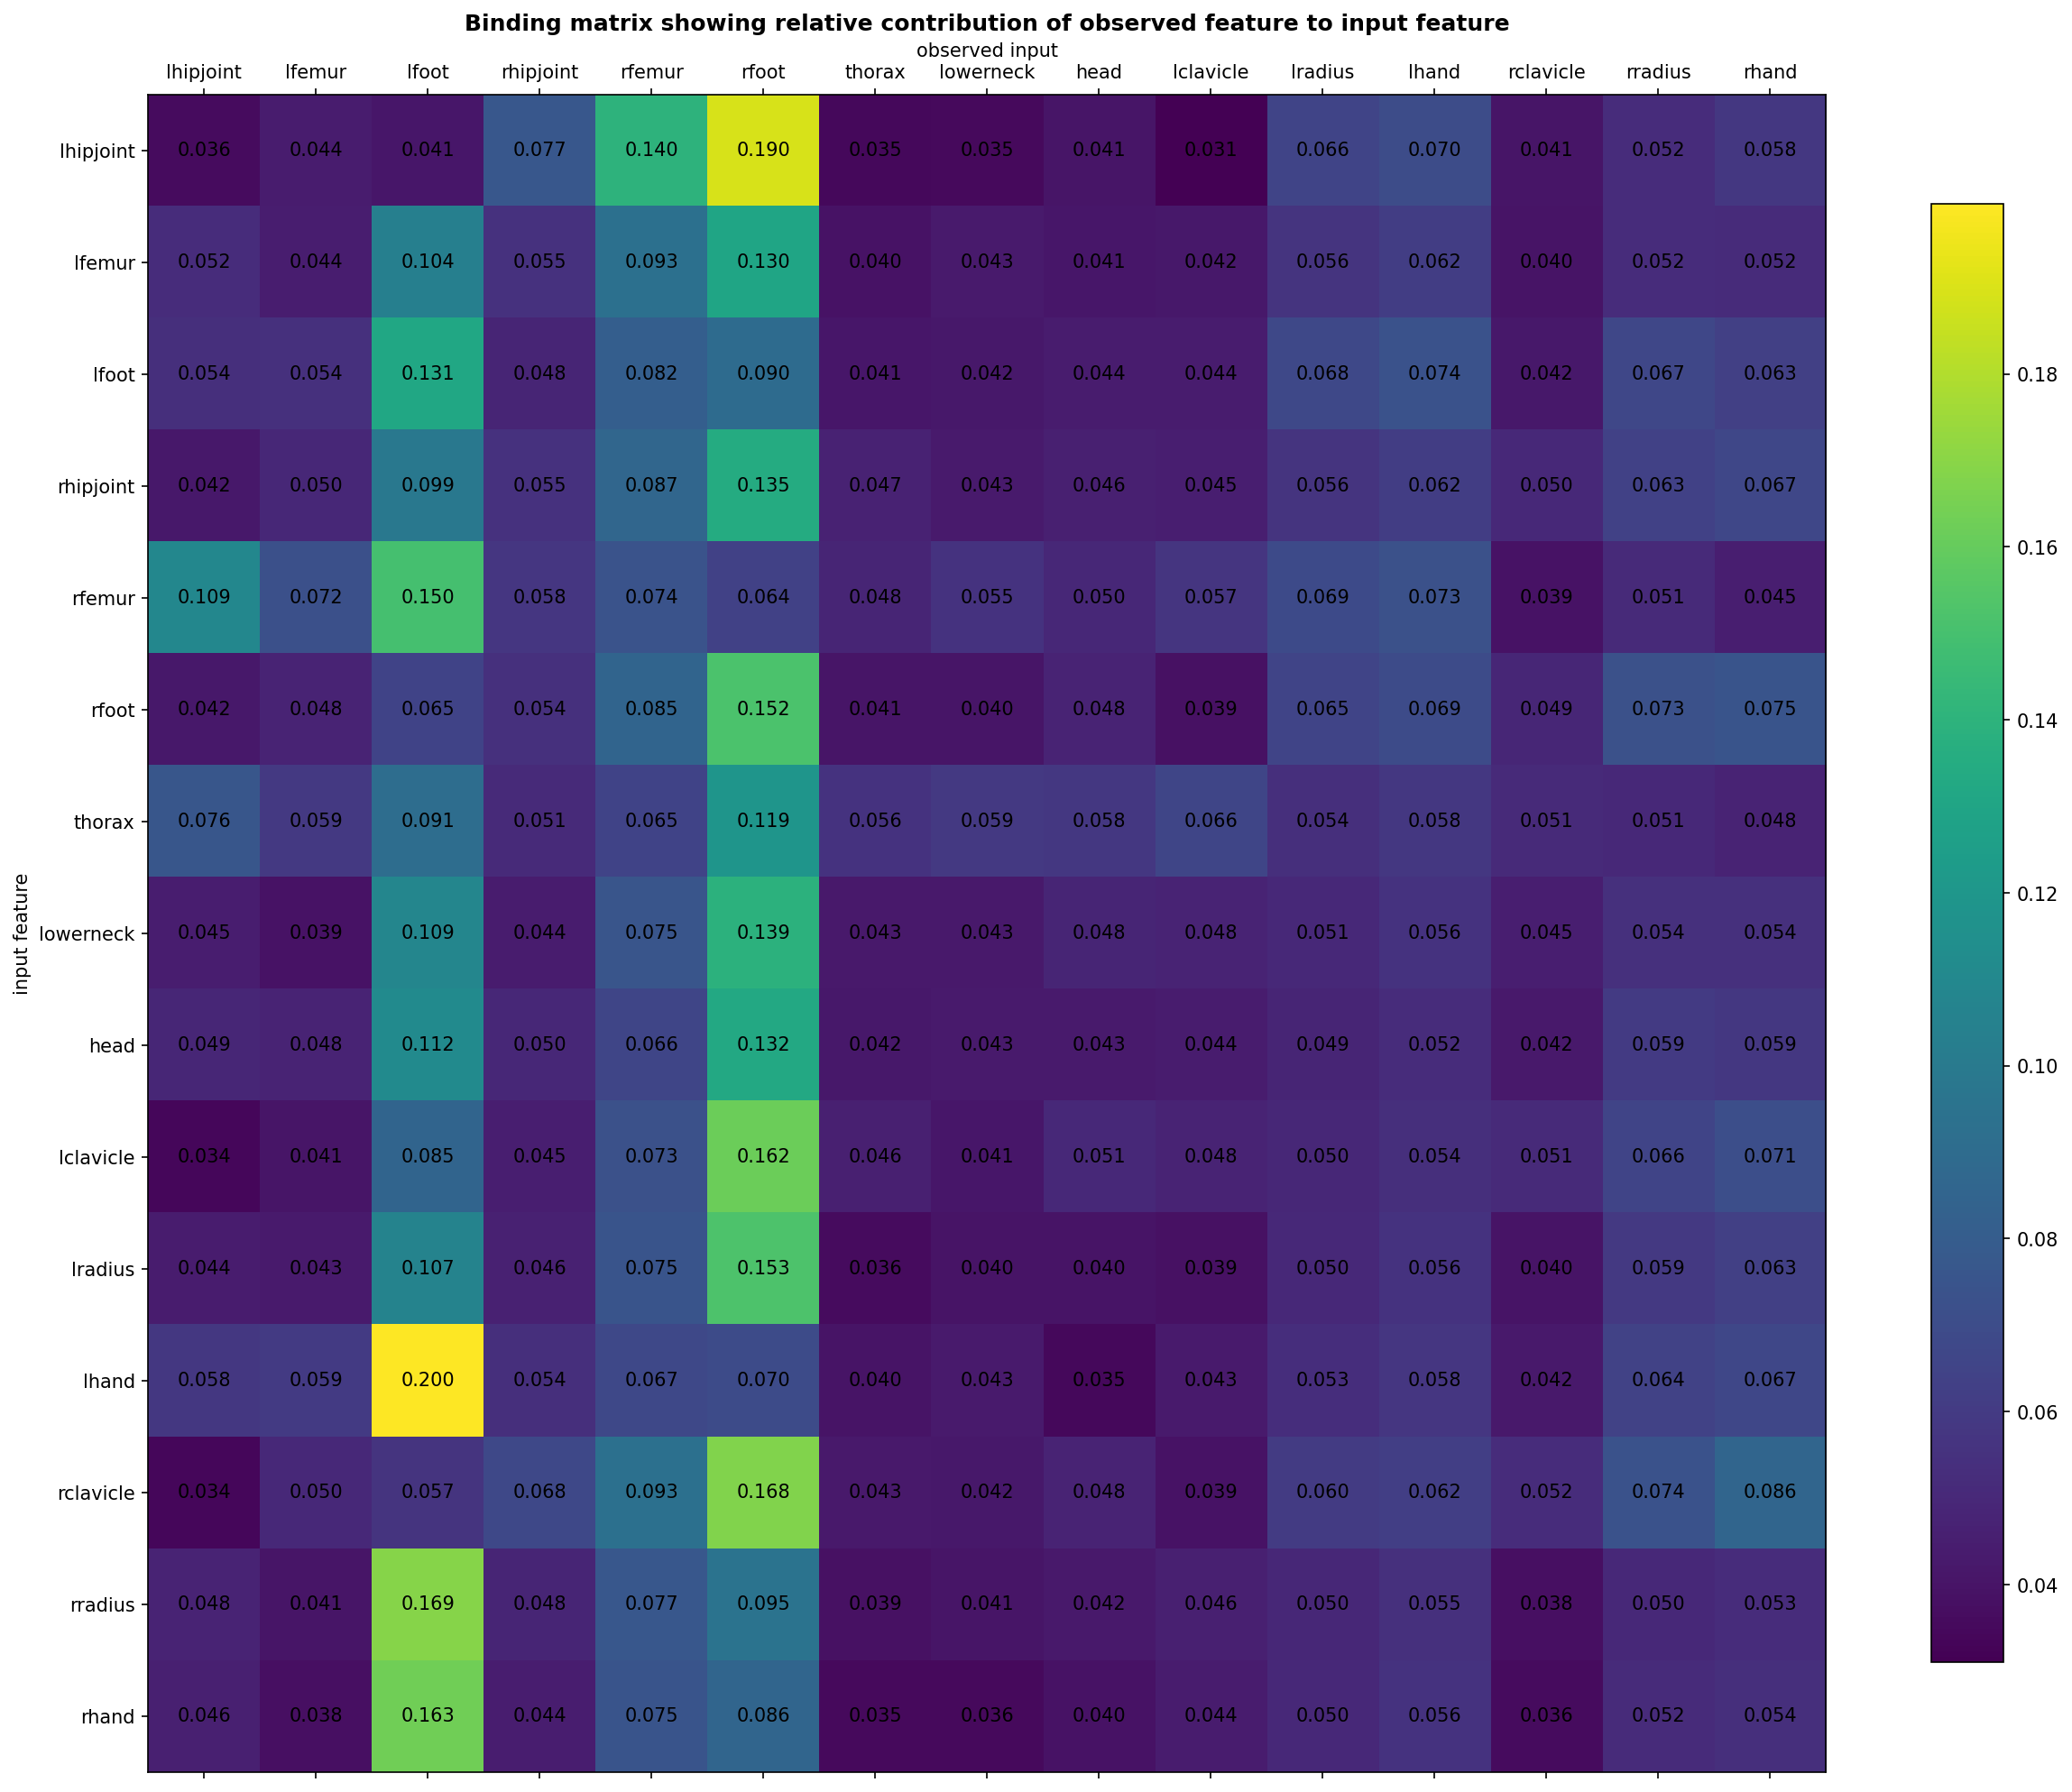 Binding matrix showing relative contribution of observed feature to input feature
observed input
lhipjoint lfemur lfoot rhipjoint rfemur rfoot thorax lowerneck head lclavicle lradius lhand rclavicle rradius rhand
lhipjoint 0.036 0.044 0.041 0.077 0.140 0.190 0.035 0.035 0.041 0.031 0.066 0.070 0.041 0.052 0.058
lfemur 0.052 0.044 0.104 0.055 0.093 0.130 0.040 0.043 0.041 0.042 0.056 0.062 0.040 0.052 0.052
lfoot 0.054 0.054 0.131 0.048 0.082 0.090 0.041 0.042 0.044 0.044 0.068 0.074 0.042 0.067 0.063
rhipjoint 0.042 0.050 0.099 0.055 0.087 0.135 0.047 0.043 0.046 0.045 0.056 0.062 0.050 0.063 0.067
rfemur 0.109 0.072 0.150 0.058 0.074 0.064 0.048 0.055 0.050 0.057 0.069 0.073 0.039 0.051 0.045
rfoot 0.042 0.048 0.065 0.054 0.085 0.152 0.041 0.040 0.048 0.039 0.065 0.069 0.049 0.073 0.075
thorax 0.076 0.059 0.091 0.051 0.065 0.119 0.056 0.059 0.058 0.066 0.054 0.058 0.051 0.051 0.048
lowerneck 0.045 0.039 0.109 0.044 0.075 0.139 0.043 0.043 0.048 0.048 0.051 0.056 0.045 0.054 0.054
head 0.049 0.048 0.112 0.050 0.066 0.132 0.042 0.043 0.043 0.044 0.049 0.052 0.042 0.059 0.059
lclavicle 0.034 0.041 0.085 0.045 0.073 0.162 0.046 0.041 0.051 0.048 0.050 0.054 0.051 0.066 0.071
lradius 0.044 0.043 0.107 0.046 0.075 0.153 0.036 0.040 0.040 0.039 0.050 0.056 0.040 0.059 0.063
lhand 0.058 0.059 0.200 0.054 0.067 0.070 0.040 0.043 0.035 0.043 0.053 0.058 0.042 0.064 0.067
rclavicle 0.034 0.050 0.057 0.068 0.093 0.168 0.043 0.042 0.048 0.039 0.060 0.062 0.052 0.074 0.086
rradius 0.048 0.041 0.169 0.048 0.077 0.095 0.039 0.041 0.042 0.046 0.050 0.055 0.038 0.050 0.053
rhand 0.046 0.038 0.163 0.044 0.075 0.086 0.035 0.036 0.040 0.044 0.050 0.056 0.036 0.052 0.054
input feature
0.18
0.16
0.14
0.12
0.10
0.08
0.06
0.04